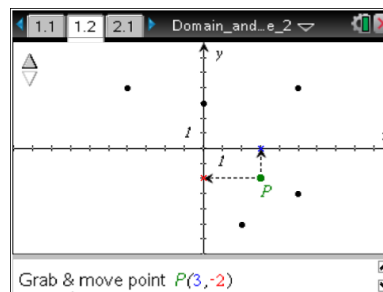 1.1 1.2 2.1 Domain_and…e_2
y
1
1
P
Grab & move point P(3,-2)